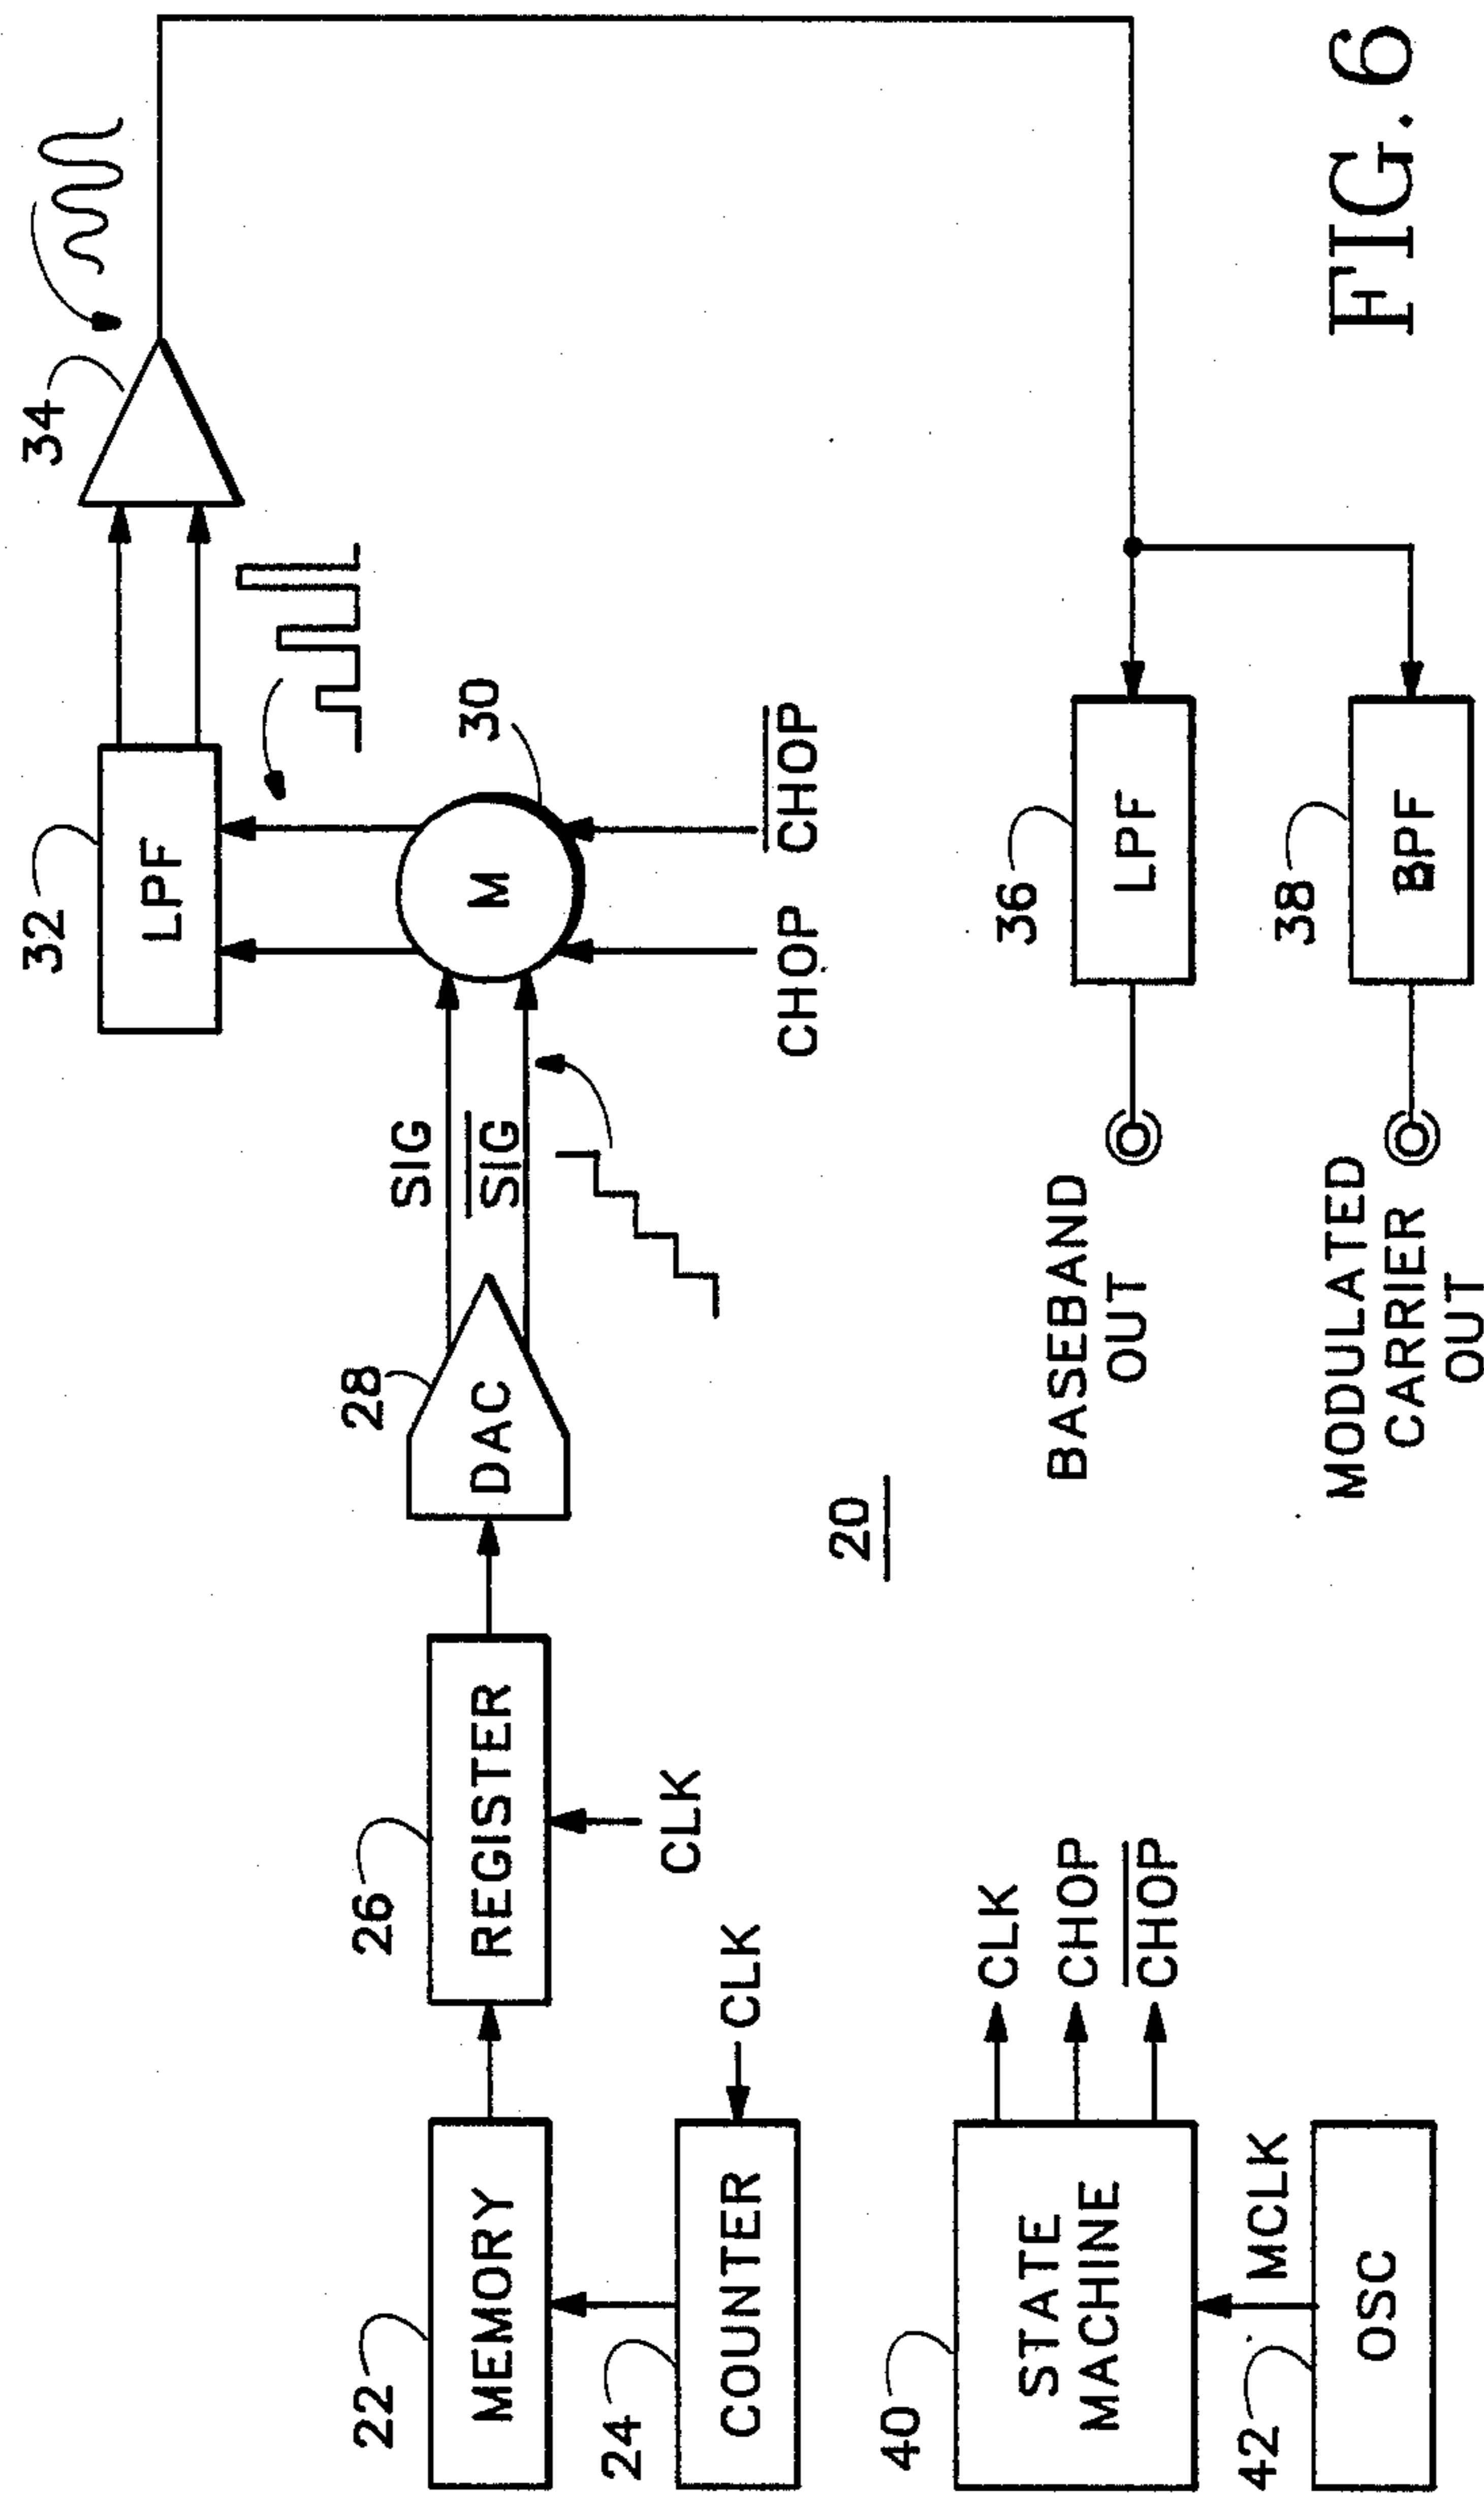 32
LPF
34
30
M
28
DAC
SIG
SIG
CHOP
CHOP
26
REGISTER
CLK
22
MEMORY
24
COUNTER
CLK
20
40
STATE
MACHINE
CLK
CHOP
CHOP
MCLK
42
OSC
36
LPF
BASEBAND
OUT
38
BPF
MODULATED
CARRIER
OUT
FIG. 6